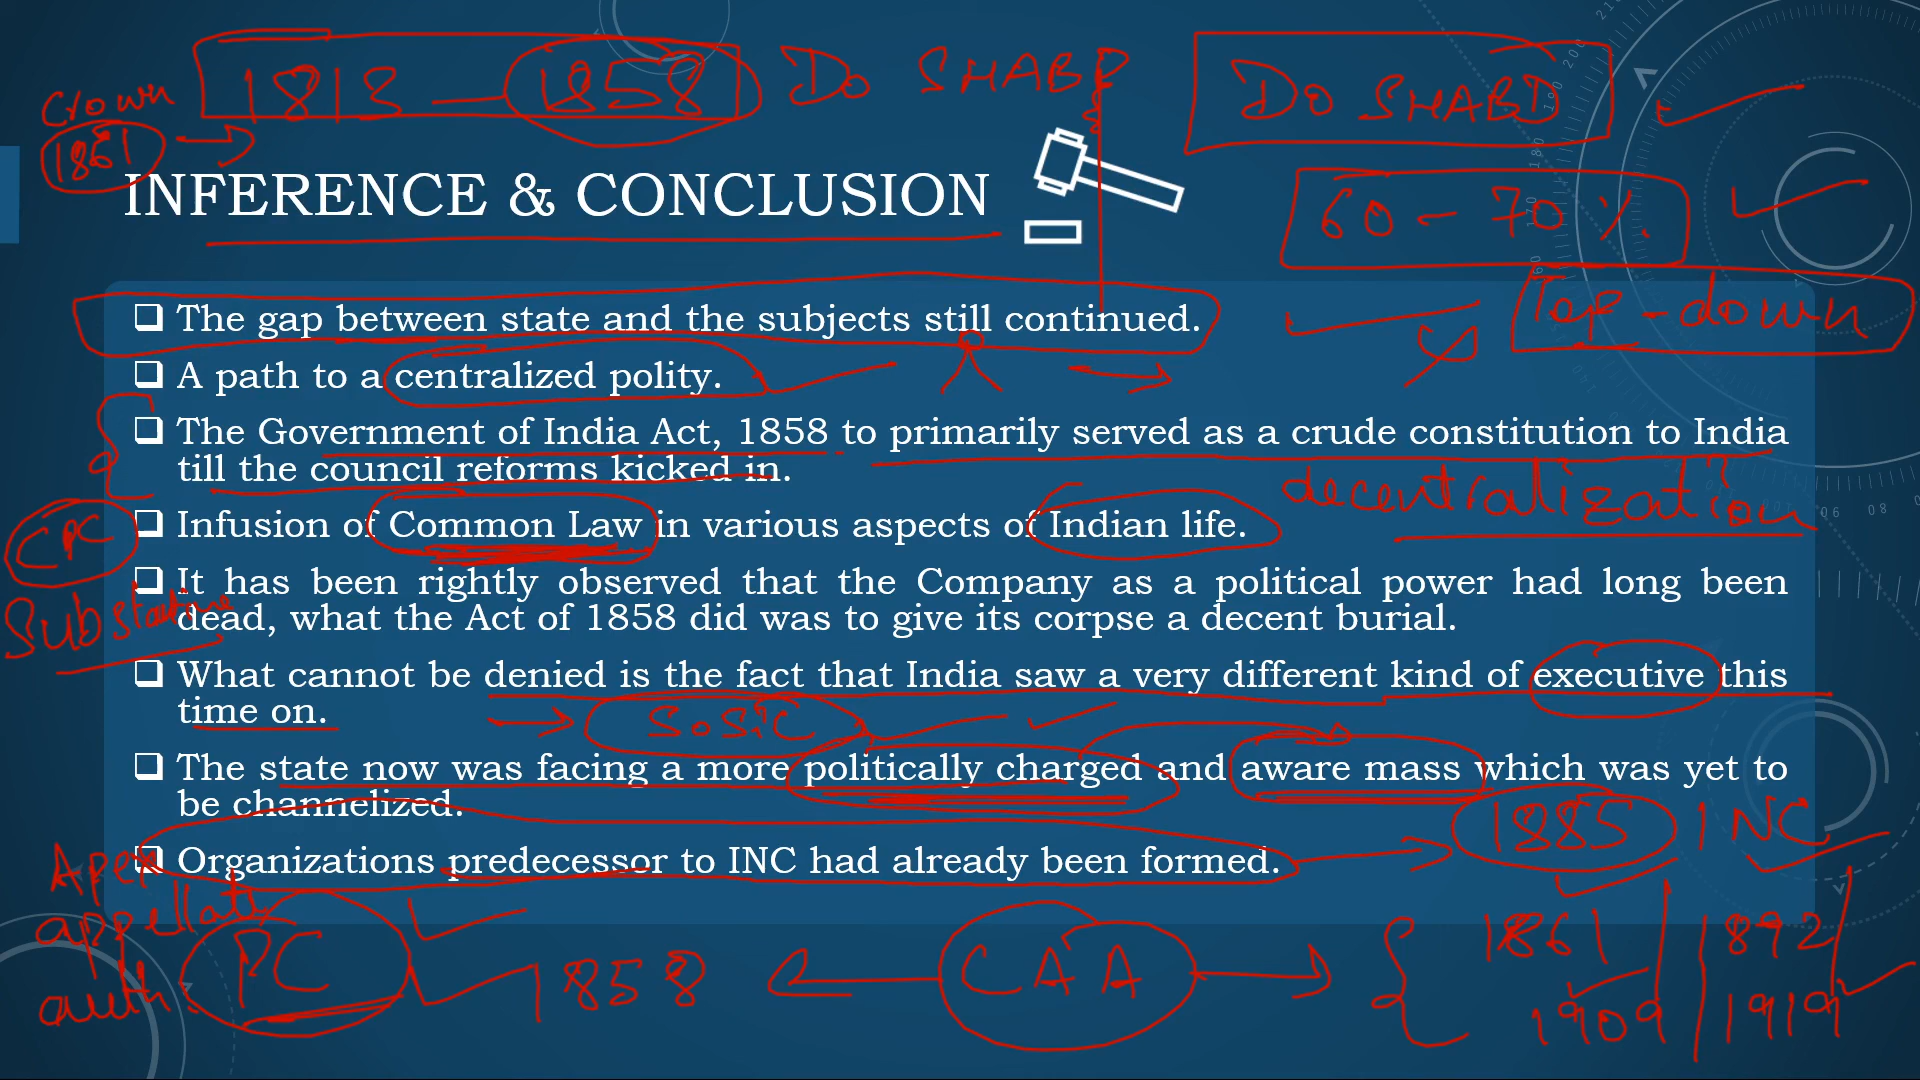 1813 — 1858 Do SHABD
Do SHABD
Crown
1861
60 - 70 %
INFERENCE & CONCLUSION
Top - down
❑ The gap between state and the subjects still continued.
❑ A path to a centralized polity.
❑ The Government of India Act, 1858 to primarily served as a crude constitution to India
till the council reforms kicked in.
decentralization
❑ Infusion of Common Law in various aspects of Indian life.
CPC
❑ It has been rightly observed that the Company as a political power had long been
dead, what the Act of 1858 did was to give its corpse a decent burial.
Substantive
❑ What cannot be denied is the fact that India saw a very different kind of executive this
time on.
SoSIC
❑ The state now was facing a more politically charged and aware mass which was yet to
be channelized.
1885 INC
❑ Organizations predecessor to INC had already been formed.
Apex
appellate
auth.
PC
1858
CAA
1861 1892
1909 1919